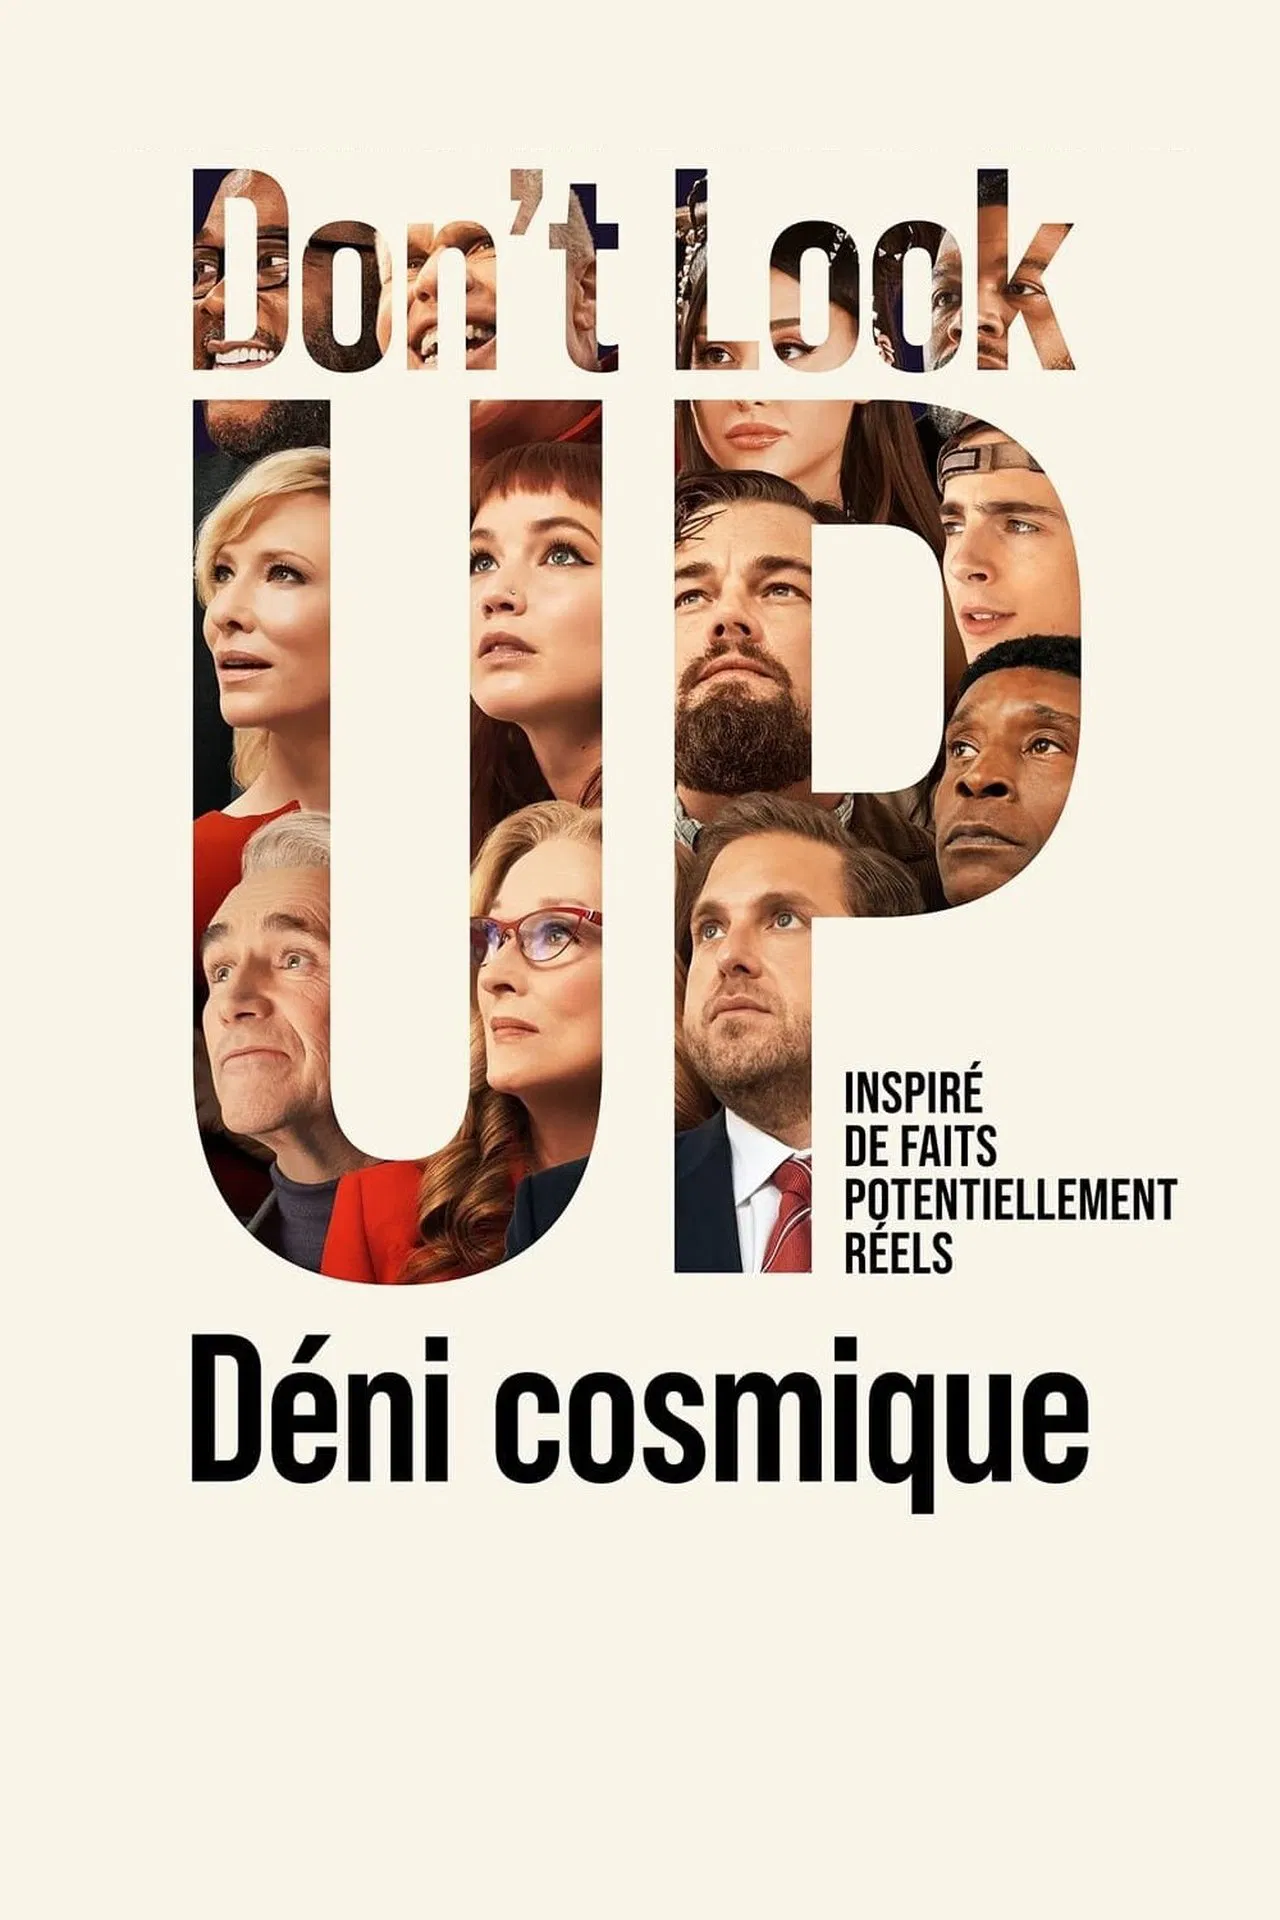 Don't Look
UP
INSPIRÉ
DE FAITS
POTENTIELLEMENT
RÉELS
Déni cosmique